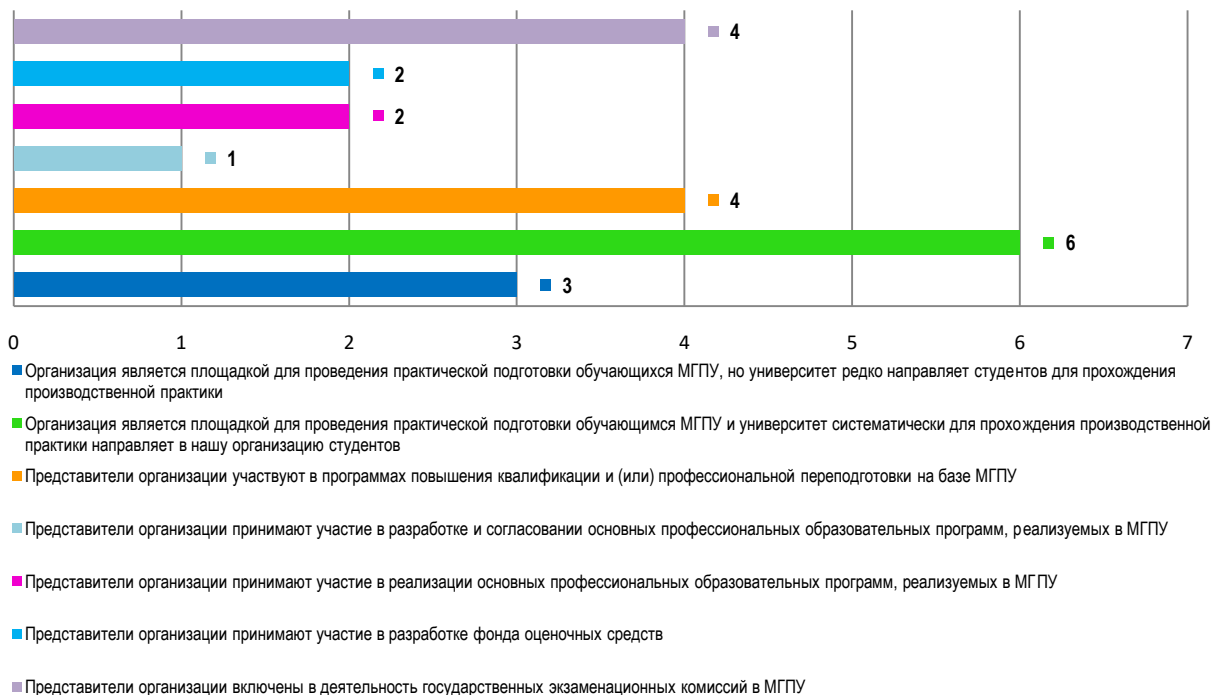 4
2
2
1
4
6
3
0 1 2 3 4 5 6 7
Организация является площадкой для проведения практической подготовки обучающихся МГПУ, но университет редко направляет студентов для прохождения
производственной практики
Организация является площадкой для проведения практической подготовки обучающимся МГПУ и университет систематически для прохождения производственной
практики направляет в нашу организацию студентов
Представители организации участвуют в программах повышения квалификации и (или) профессиональной переподготовки на базе МГПУ
Представители организации принимают участие в разработке и согласовании основных профессиональных образовательных программ, реализуемых в МГПУ
Представители организации принимают участие в реализации основных профессиональных образовательных программ, реализуемых в МГПУ
Представители организации принимают участие в разработке фонда оценочных средств
Представители организации включены в деятельность государственных экзаменационных комиссий в МГПУ